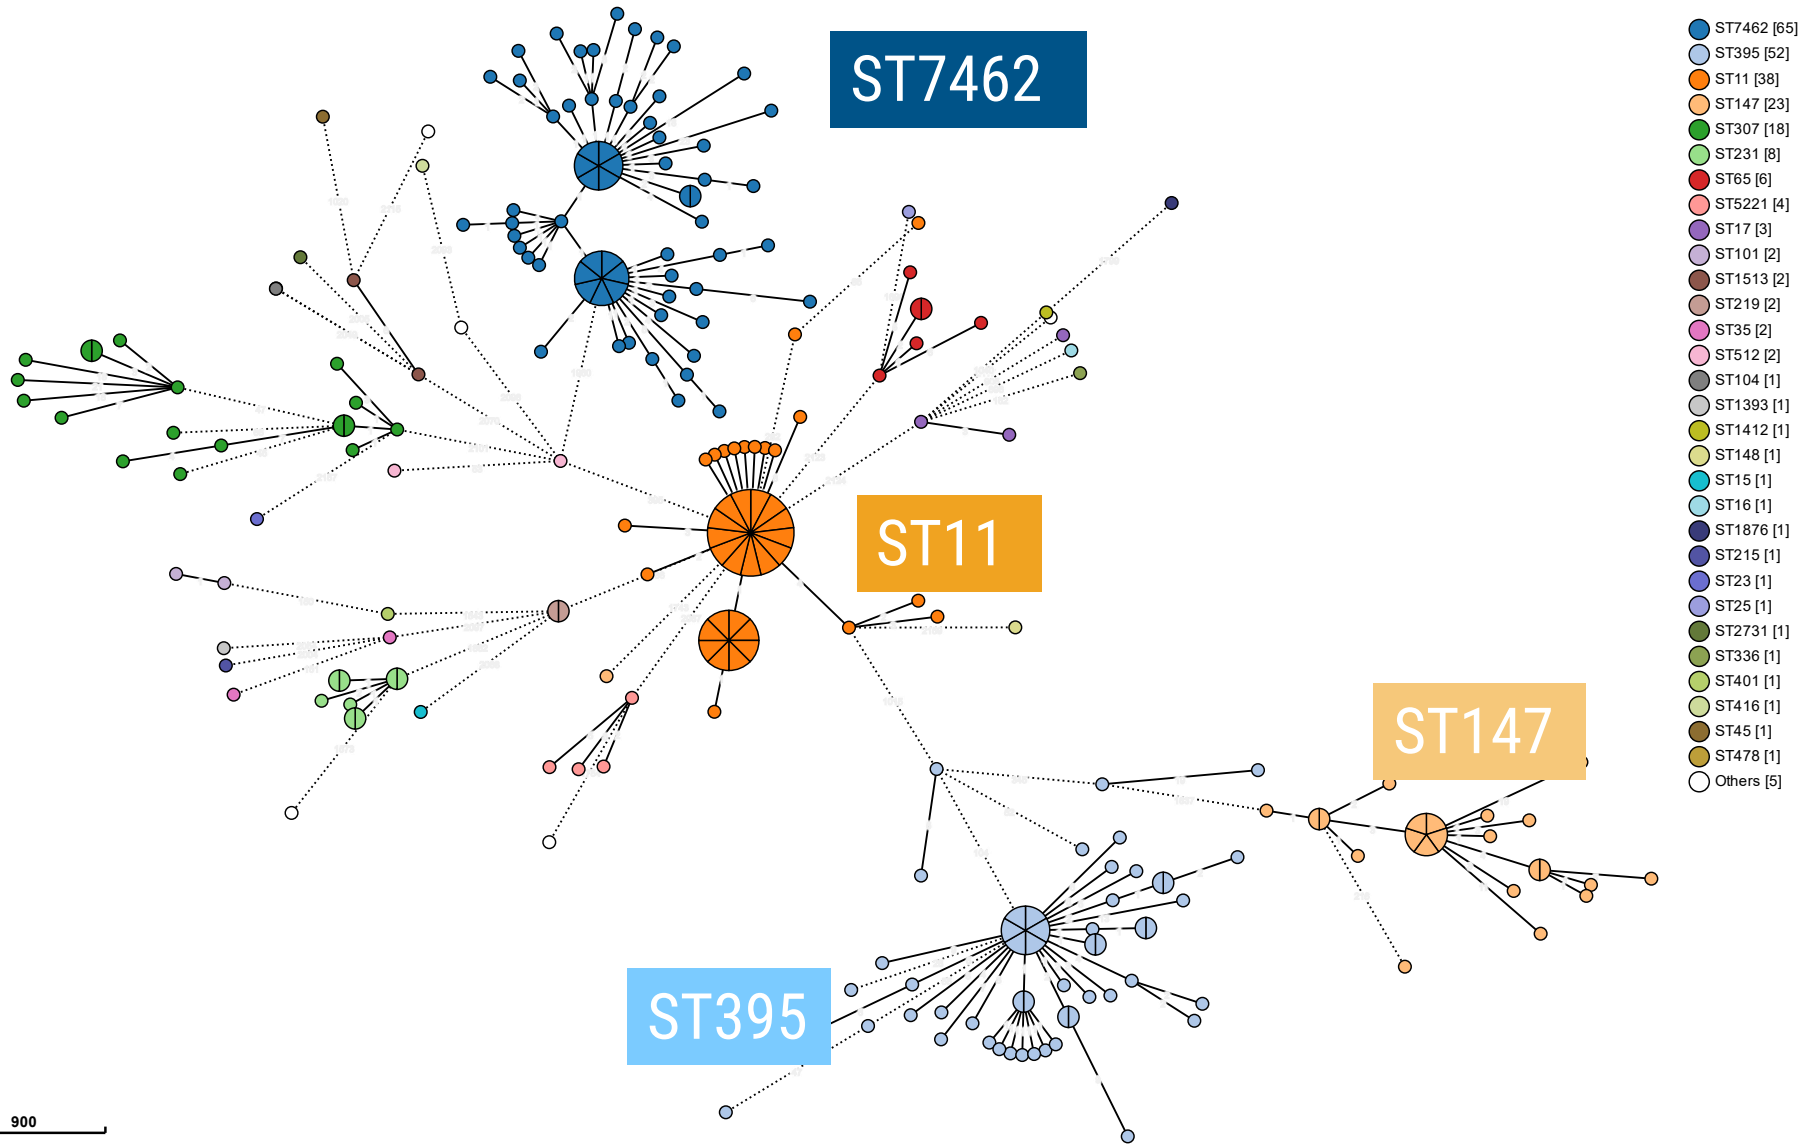 ST7462
ST11
ST147
ST395
900
ST7462 [65]
ST395 [52]
ST11 [38]
ST147 [23]
ST307 [18]
ST231 [8]
ST65 [6]
ST5221 [4]
ST17 [3]
ST101 [2]
ST1513 [2]
ST219 [2]
ST35 [2]
ST512 [2]
ST104 [1]
ST1393 [1]
ST1412 [1]
ST148 [1]
ST15 [1]
ST16 [1]
ST1876 [1]
ST215 [1]
ST23 [1]
ST25 [1]
ST2731 [1]
ST336 [1]
ST401 [1]
ST416 [1]
ST45 [1]
ST478 [1]
Others [5]